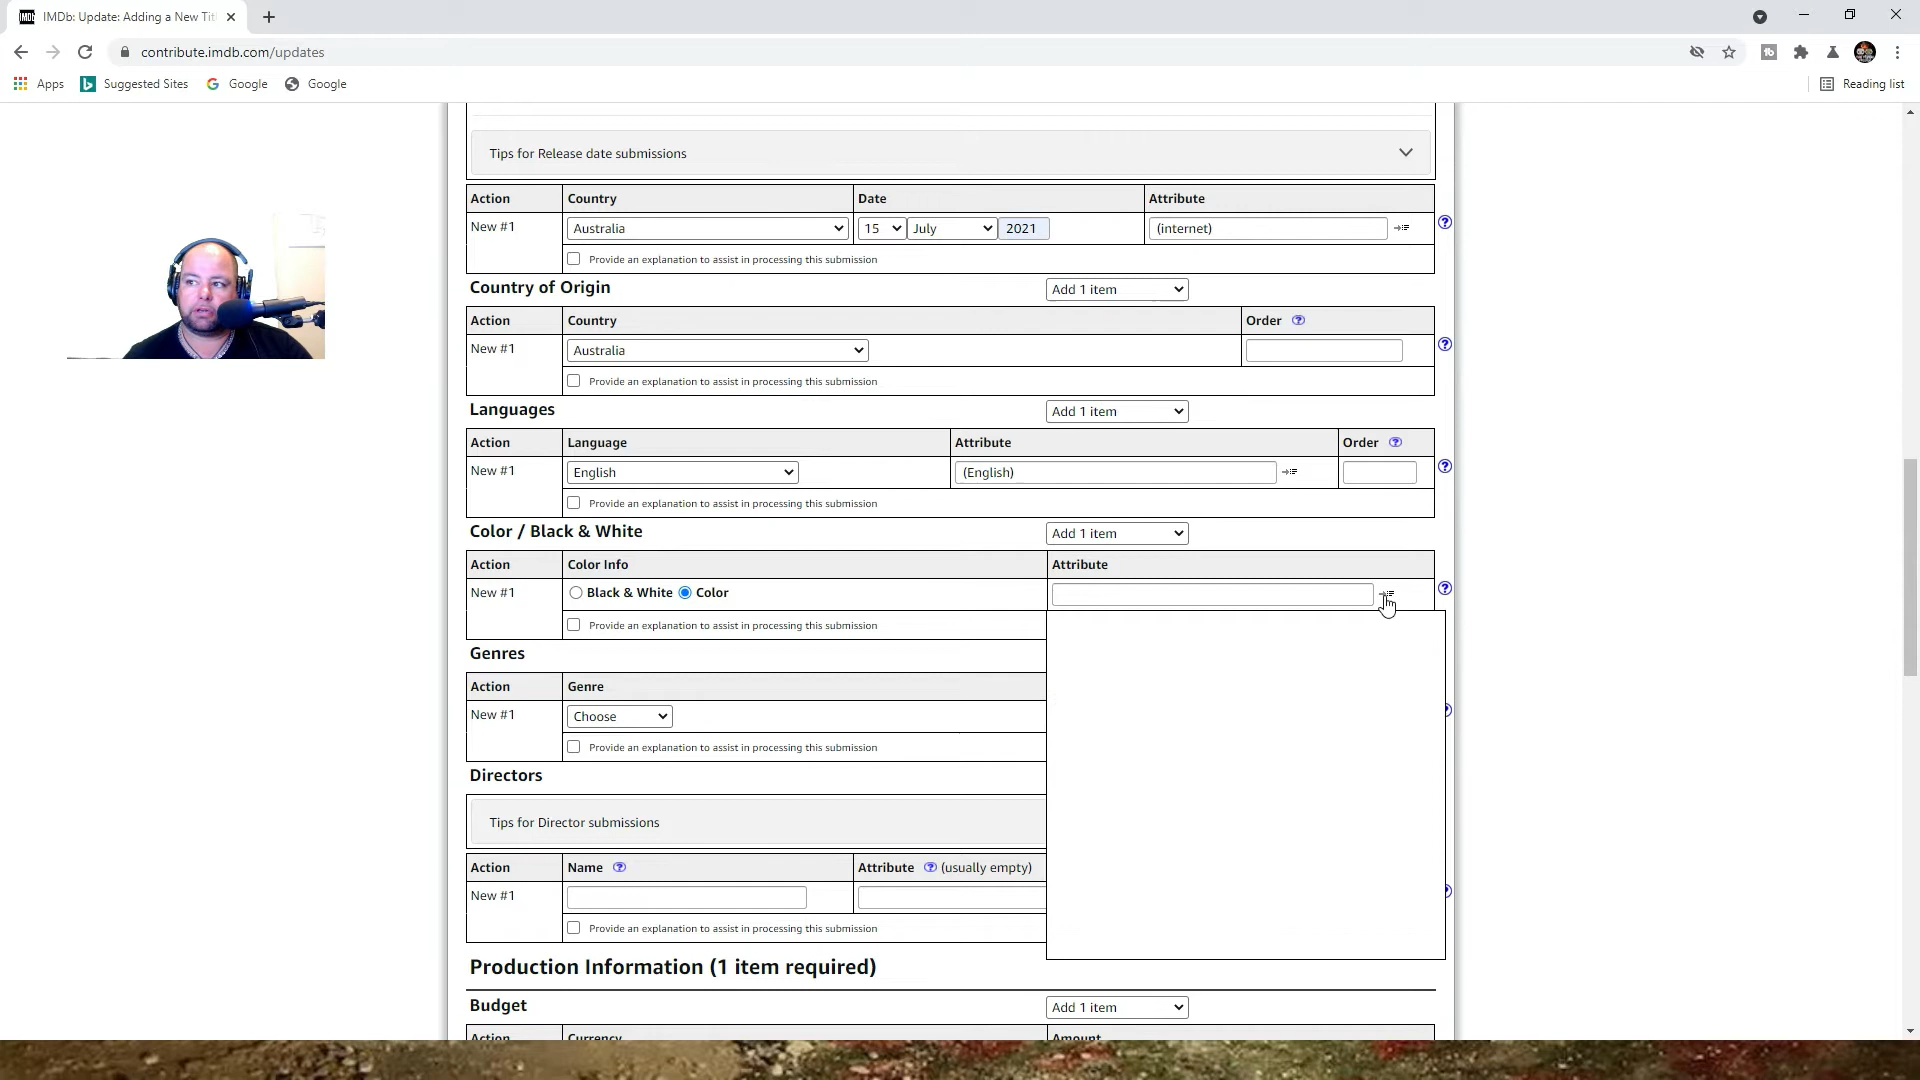 IMDb: Update: Adding a New Titl
contribute.imdb.com/updates
Apps Suggested Sites Google Google Reading list
Tips for Release date submissions
Action Country Date Attribute
New #1 Australia 15 July 2021 (internet)
Provide an explanation to assist in processing this submission
Country of Origin Add 1 item
Action Country Order
New #1 Australia
Provide an explanation to assist in processing this submission
Languages Add 1 item
Action Language Attribute Order
New #1 English (English)
Provide an explanation to assist in processing this submission
Color / Black & White Add 1 item
Action Color Info Attribute
New #1 Black & White Color
Provide an explanation to assist in processing this submission
Genres
Action Genre
New #1 Choose
Provide an explanation to assist in processing this submission
Directors
Tips for Director submissions
Action Name Attribute (usually empty)
New #1
Provide an explanation to assist in processing this submission
Production Information (1 item required)
Budget Add 1 item
Action Currency Amount